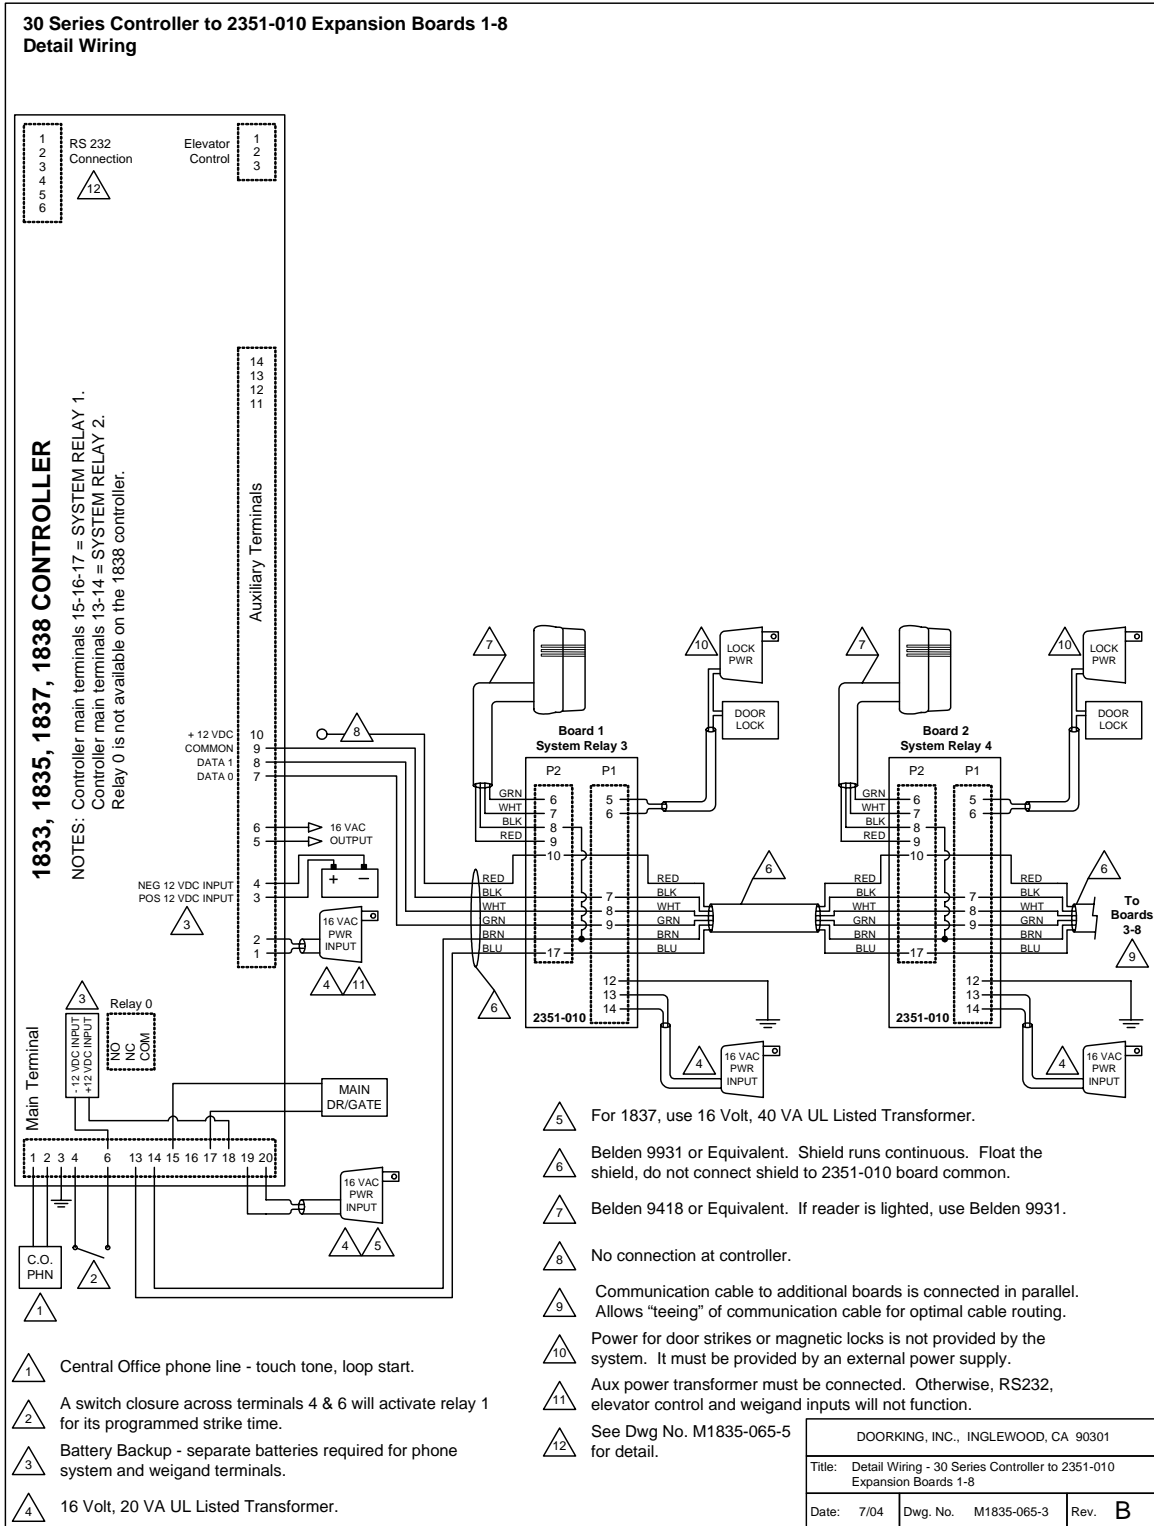 30 Series Controller to 2351-010 Expansion Boards 1-8
Detail Wiring
1
2
3
4
5
6
RS 232
Connection
12
Elevator
Control
1
2
3
1833, 1835, 1837, 1838 CONTROLLER
NOTES: Controller main terminals 15-16-17 = SYSTEM RELAY 1.
Controller main terminals 13-14 = SYSTEM RELAY 2.
Relay 0 is not available on the 1838 controller.
Auxiliary Terminals
14
13
12
11
+ 12 VDC 10
COMMON 9
DATA 1 8
DATA 0 7
8
6 16 VAC
5 OUTPUT
NEG 12 VDC INPUT 4
POS 12 VDC INPUT 3
3
+ −
2
1
16 VAC
PWR
INPUT
4 11
3
Relay 0
- 12 VDC INPUT
+12 VDC INPUT
NO
NC
COM
Main Terminal
MAIN
DR/GATE
1 2 3 4 6 13 14 15 16 17 18 19 20
16 VAC
PWR
INPUT
4 5
C.O.
PHN
1
2
7
10
LOCK
PWR
DOOR
LOCK
Board 1
System Relay 3
P2 P1
GRN 6 5
WHT 7 6
BLK 8
RED 9
10
RED RED
BLK 7 BLK
WHT 8 WHT
GRN 9 GRN
BRN BRN
BLU 17 BLU
6
6
12
13
14
2351-010
4
16 VAC
PWR
INPUT
7
10
LOCK
PWR
DOOR
LOCK
Board 2
System Relay 4
P2 P1
GRN 6 5
WHT 7 6
BLK 8
RED 9
10
RED RED
BLK 7 BLK
WHT 8 WHT
GRN 9 GRN
BRN BRN
BLU 17 BLU
6
To
Boards
3-8
9
12
13
14
2351-010
4
16 VAC
PWR
INPUT
1 Central Office phone line - touch tone, loop start.
2 A switch closure across terminals 4 & 6 will activate relay 1
for its programmed strike time.
3 Battery Backup - separate batteries required for phone
system and weigand terminals.
4 16 Volt, 20 VA UL Listed Transformer.
5 For 1837, use 16 Volt, 40 VA UL Listed Transformer.
6 Belden 9931 or Equivalent. Shield runs continuous. Float the
shield, do not connect shield to 2351-010 board common.
7 Belden 9418 or Equivalent. If reader is lighted, use Belden 9931.
8 No connection at controller.
9 Communication cable to additional boards is connected in parallel.
Allows “teeing” of communication cable for optimal cable routing.
10 Power for door strikes or magnetic locks is not provided by the
system. It must be provided by an external power supply.
11 Aux power transformer must be connected. Otherwise, RS232,
elevator control and weigand inputs will not function.
12 See Dwg No. M1835-065-5
for detail.
DOORKING, INC., INGLEWOOD, CA 90301
Title: Detail Wiring - 30 Series Controller to 2351-010
Expansion Boards 1-8
Date: 7/04 Dwg. No. M1835-065-3 Rev. B